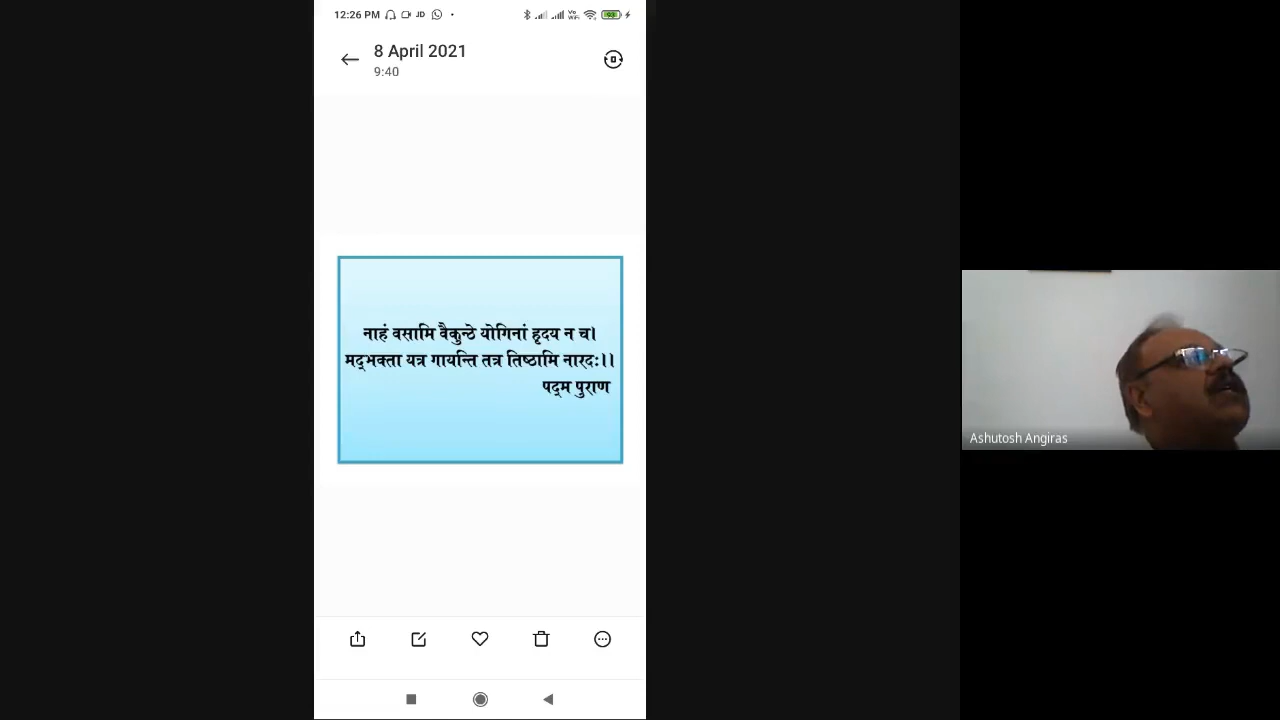 12:26 PM JD
8 April 2021
9:40
नाहं वसामि वैकुन्ठे योगिनां हृदय न च।
मद्भक्ता यत्र गायन्ति तत्र तिष्ठामि नारदः।।
पद्म पुराण
Ashutosh Angiras